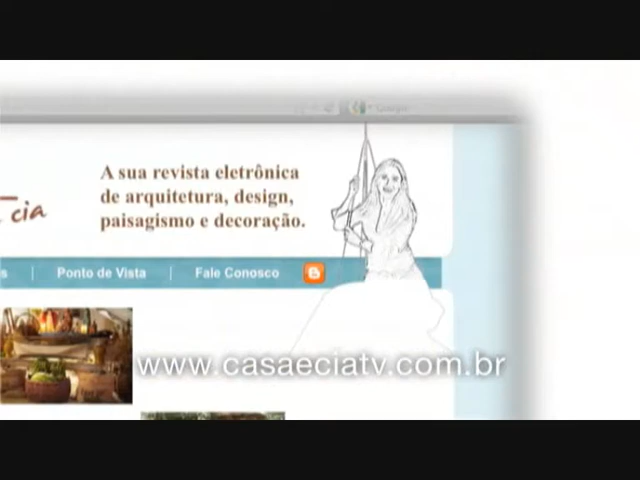 A sua revista eletrônica
de arquitetura, design,
cia
paisagismo e decoração.
s
Ponto de Vista
Fale Conosco
www.casaeciatv.com.br